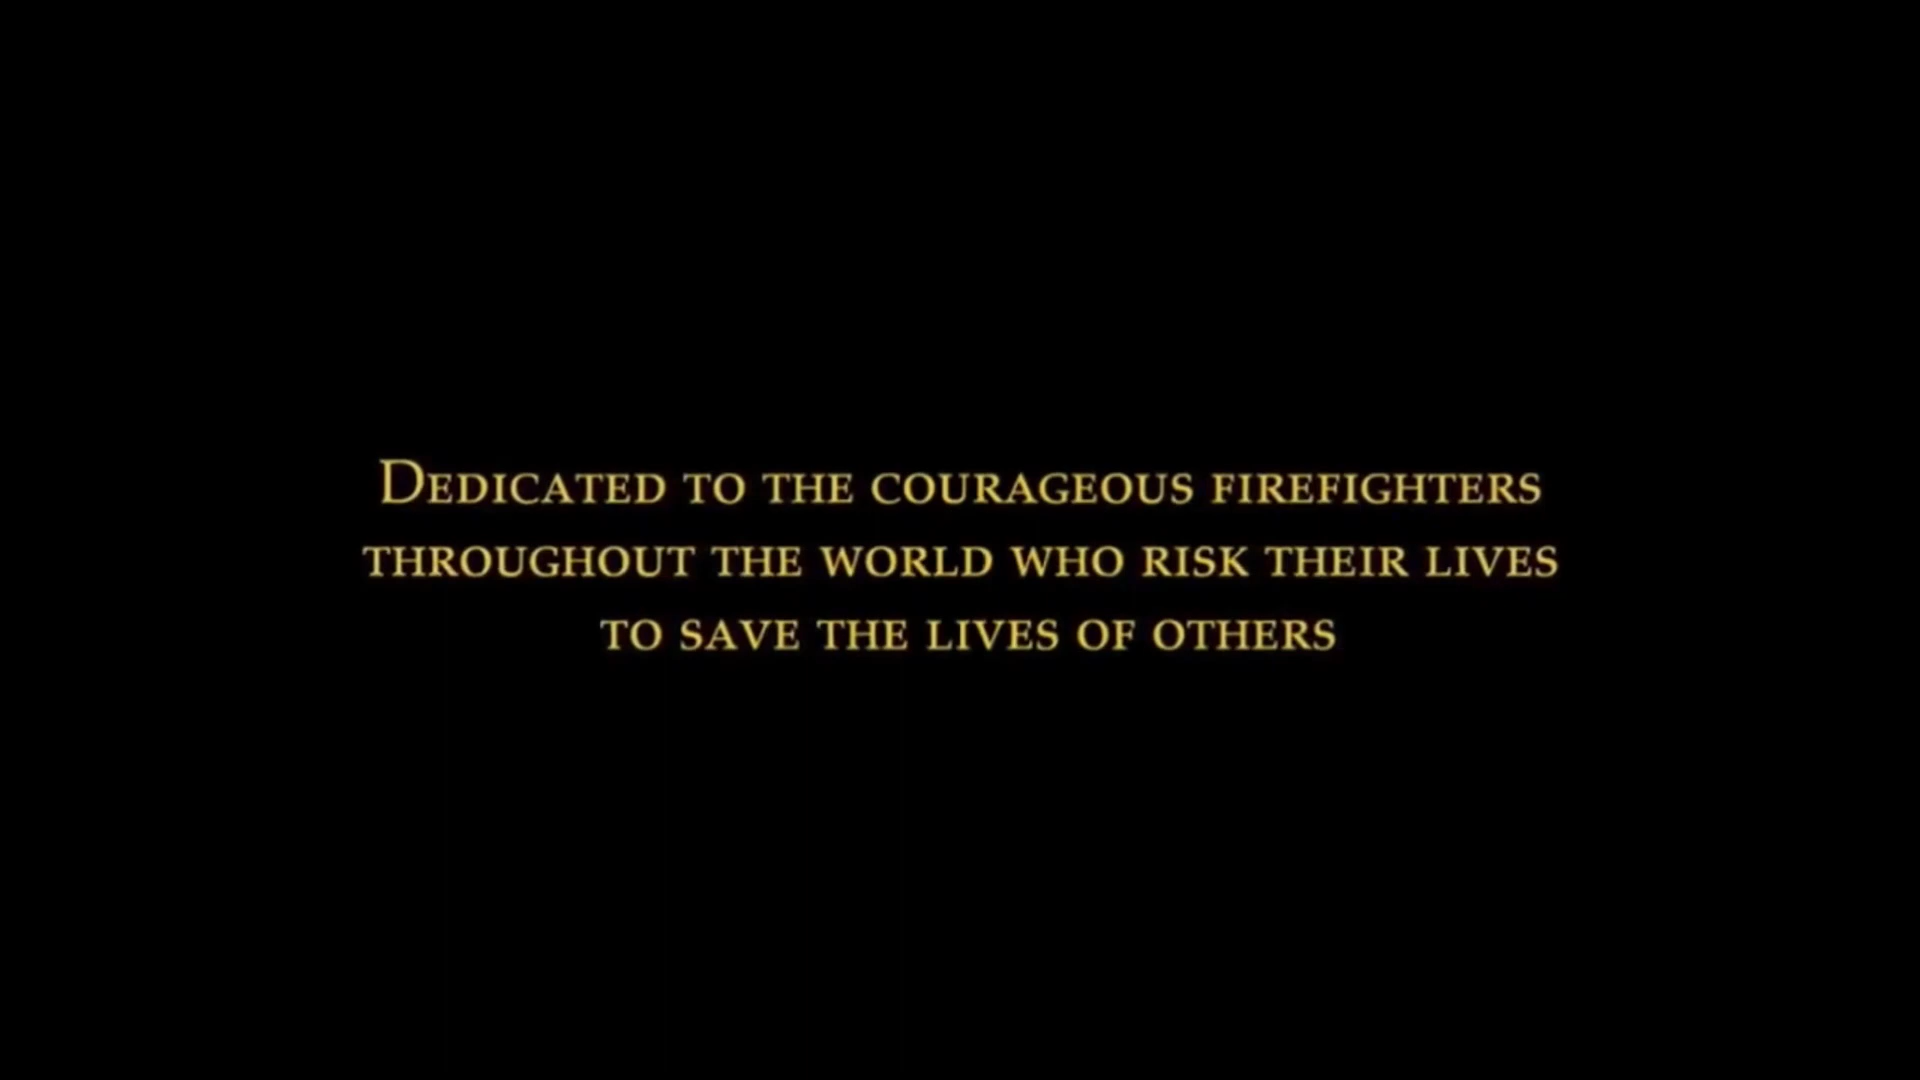 Dedicated to the courageous firefighters
throughout the world who risk their lives
to save the lives of others